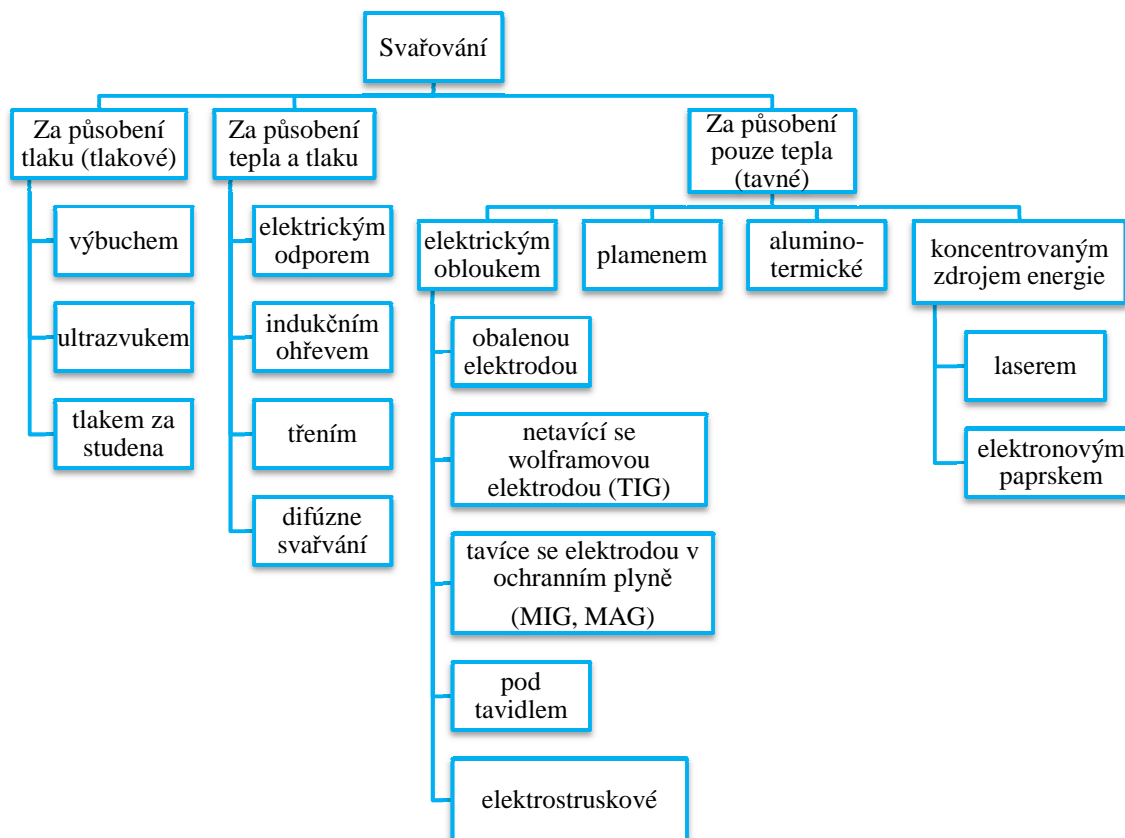 Svařování
Za působení
tlaku (tlakové)
výbuchem
ultrazvukem
tlakem za
studena
Za působení
tepla a tlaku
elektrickým
odporem
indukčním
ohřevem
třením
difúzne
svařvání
Za působení
pouze tepla
(tavné)
elektrickým
obloukem
obalenou
elektrodou
netavící se
wolframovou
elektrodou (TIG)
tavíce se elektrodou v
ochranním plyně
(MIG, MAG)
pod
tavidlem
elektrostruskové
plamenem
alumino-
termické
koncentrovaným
zdrojem energie
laserem
elektronovým
paprskem